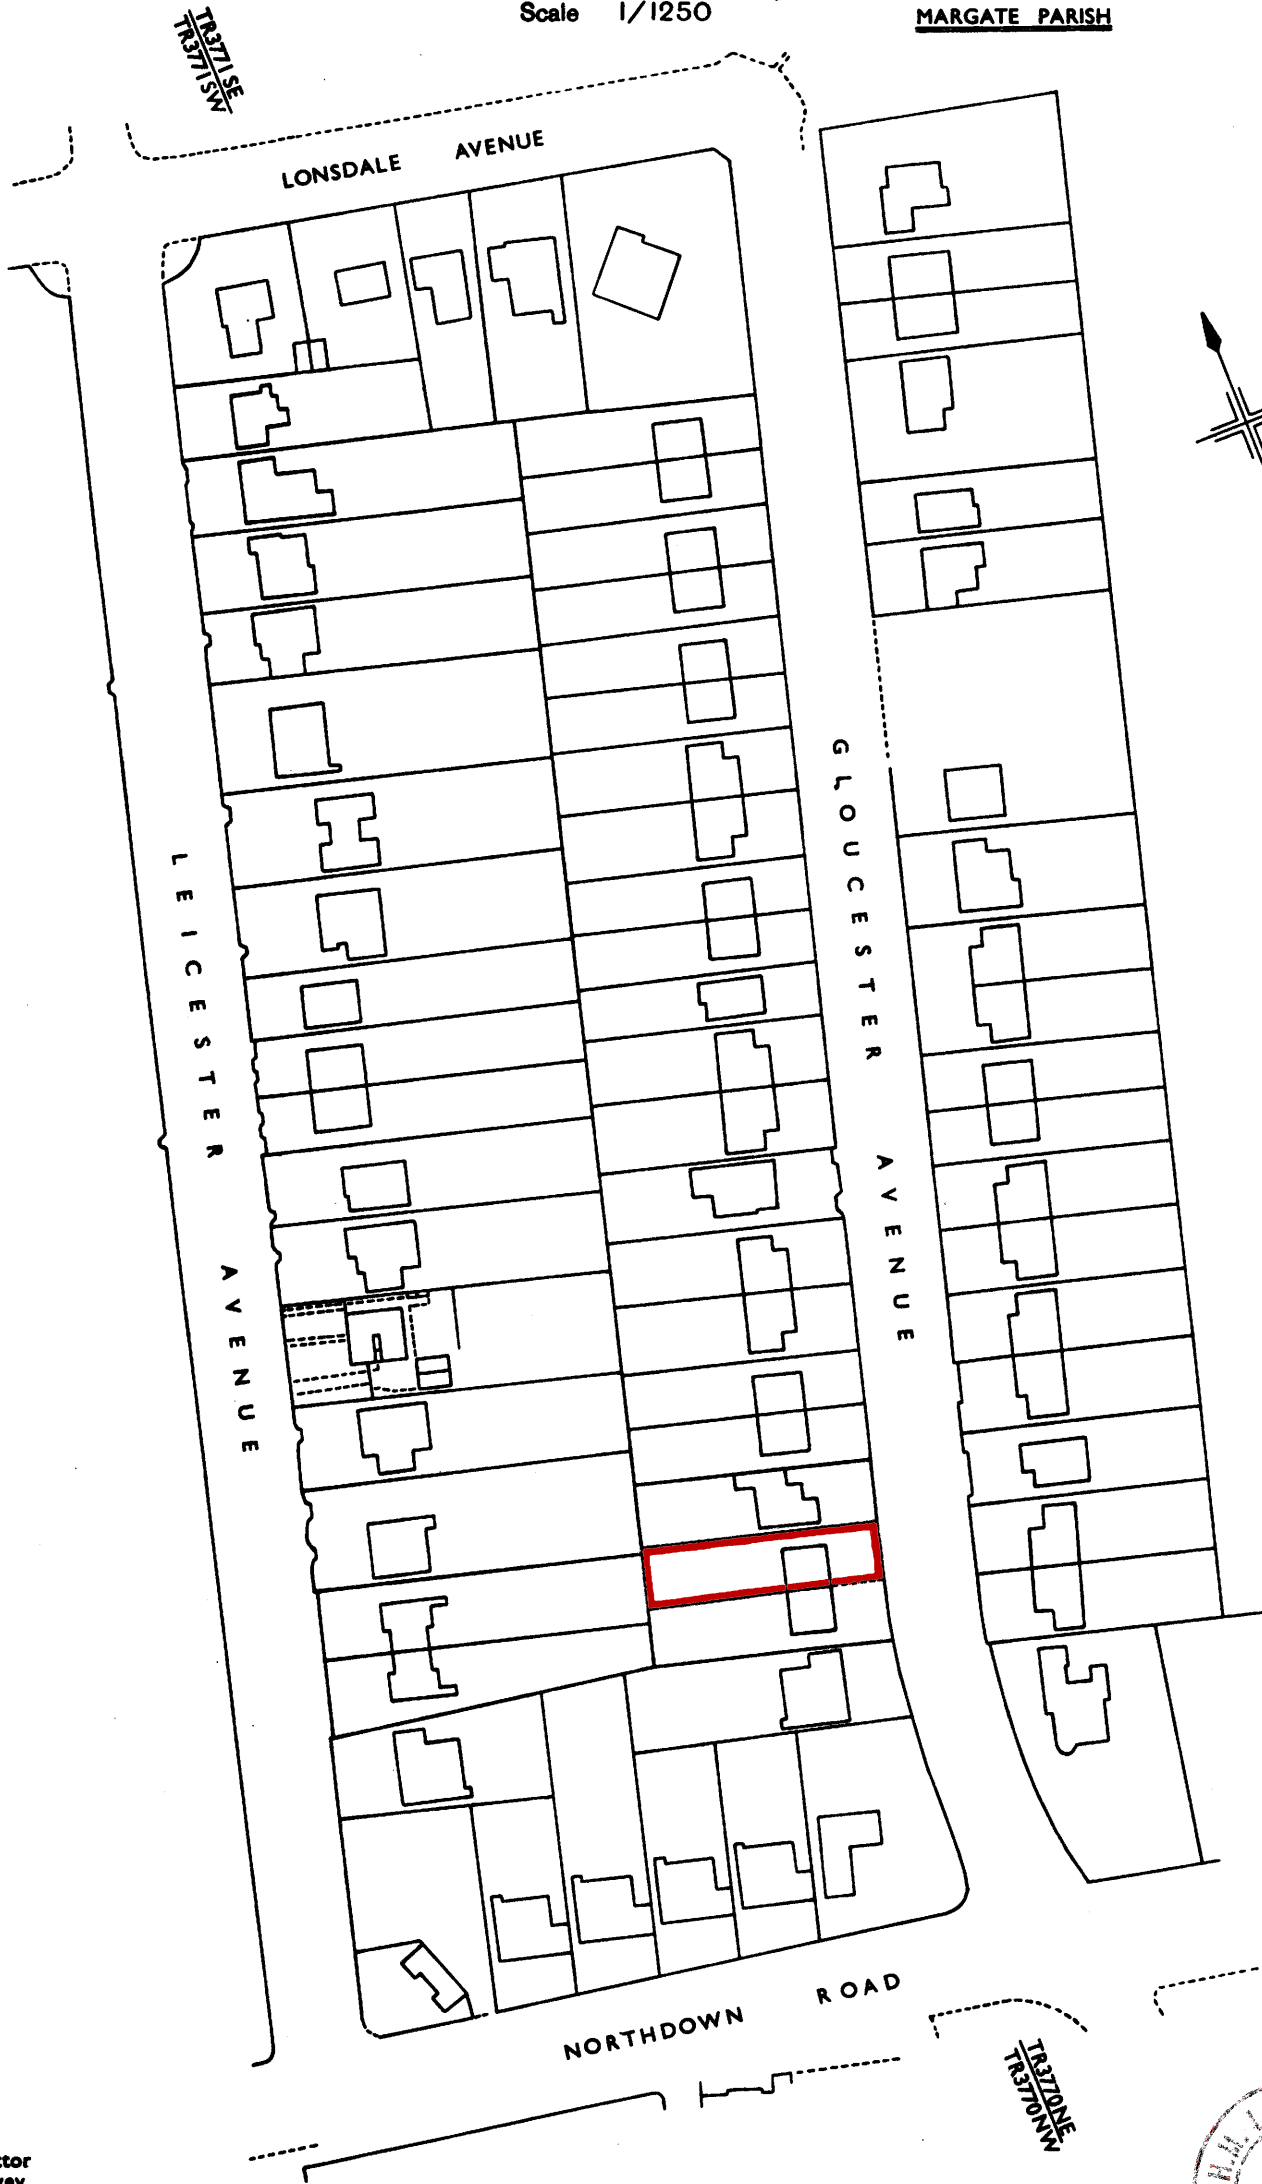 Scale 1/1250
MARGATE PARISH
TR3771SE
TR3771SW
LONSDALE AVENUE
LEICESTER AVENUE
GLOUCESTER AVENUE
NORTHDOWN ROAD
TR3770NE
TR3770NW
H.M.